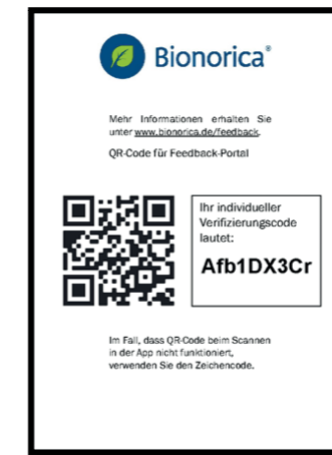 Bionorica®
Mehr Informationen erhalten Sie
unter www.bionorica.de/feedback.
QR-Code für Feedback-Portal
Ihr individueller
Verifizierungscode
lautet:
Afb1DX3Cr
Im Fall, dass QR-Code beim Scannen
in der App nicht funktioniert,
verwenden Sie den Zeichencode.